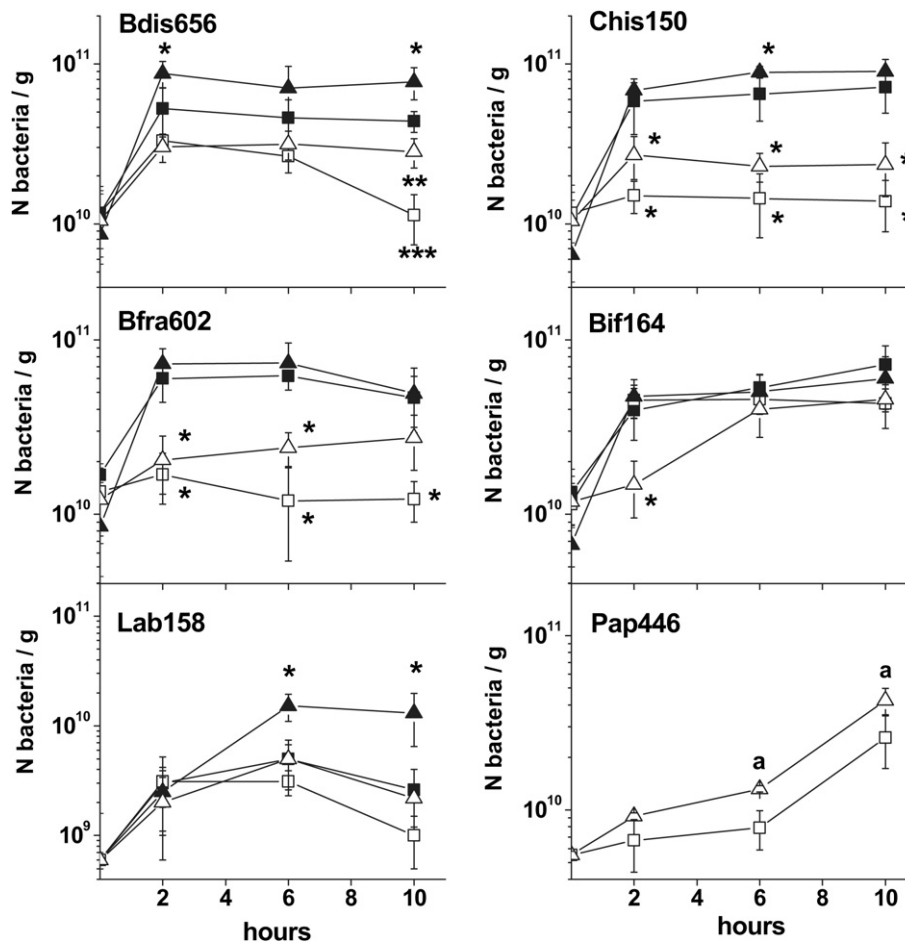 Bdis656
N bacteria / g
10¹¹
10¹⁰
*
*
**
***
Chis150
N bacteria / g
10¹¹
10¹⁰
*
*
*
*
*
*
*
Bfra602
N bacteria / g
10¹¹
10¹⁰
*
*
*
*
*
Bif164
N bacteria / g
10¹¹
10¹⁰
*
Lab158
N bacteria / g
10¹¹
10¹⁰
10⁹
*
*
2 4 6 8 10
hours
Pap446
N bacteria / g
10¹¹
10¹⁰
a
a
2 4 6 8 10
hours